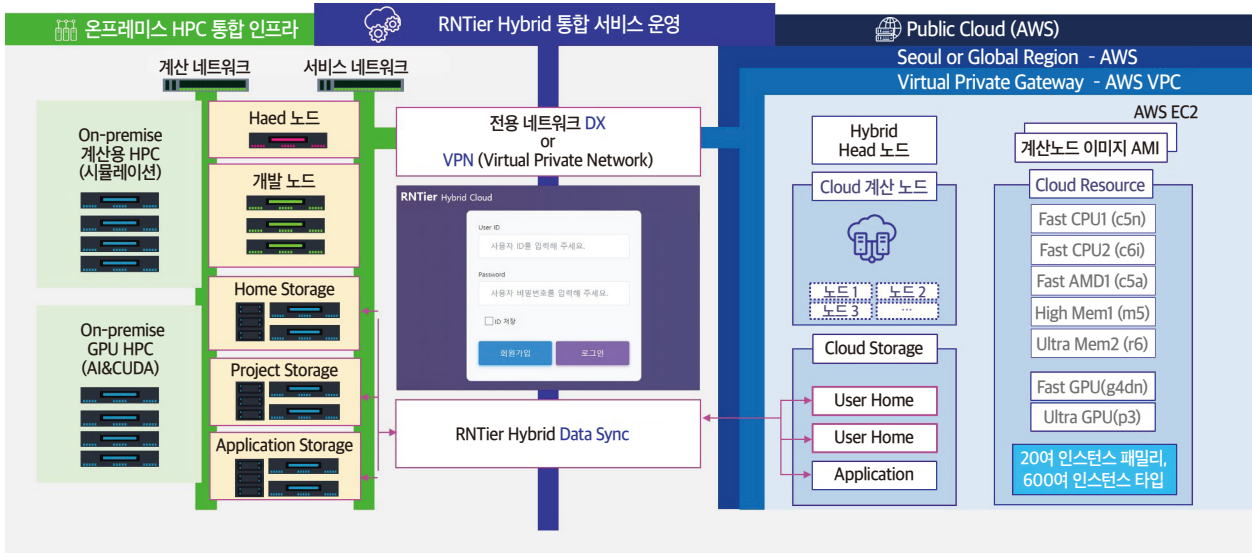 온프레미스 HPC 통합 인프라
RNTier Hybrid 통합 서비스 운영
Public Cloud (AWS)
Seoul or Global Region - AWS
Virtual Private Gateway - AWS VPC
계산 네트워크
서비스 네트워크
On-premise
계산용 HPC
(시뮬레이션)
On-premise
GPU HPC
(AI&CUDA)
Haed 노드
개발 노드
Home Storage
Project Storage
Application Storage
전용 네트워크 DX
or
VPN (Virtual Private Network)
RNTier Hybrid Cloud
User ID
사용자 ID를 입력해 주세요.
Password
사용자 비밀번호를 입력해 주세요.
ID 저장
회원가입
로그인
RNTier Hybrid Data Sync
Hybrid
Head 노드
Cloud 계산 노드
노드 1
노드 2
노드 3
...
Cloud Storage
User Home
User Home
Application
AWS EC2
계산노드 이미지 AMI
Cloud Resource
Fast CPU1 (c5n)
Fast CPU2 (c6i)
Fast AMD1 (c5a)
High Mem1 (m5)
Ultra Mem2 (r6)
Fast GPU(g4dn)
Ultra GPU(p3)
20여 인스턴스 패밀리,
600여 인스턴스 타입